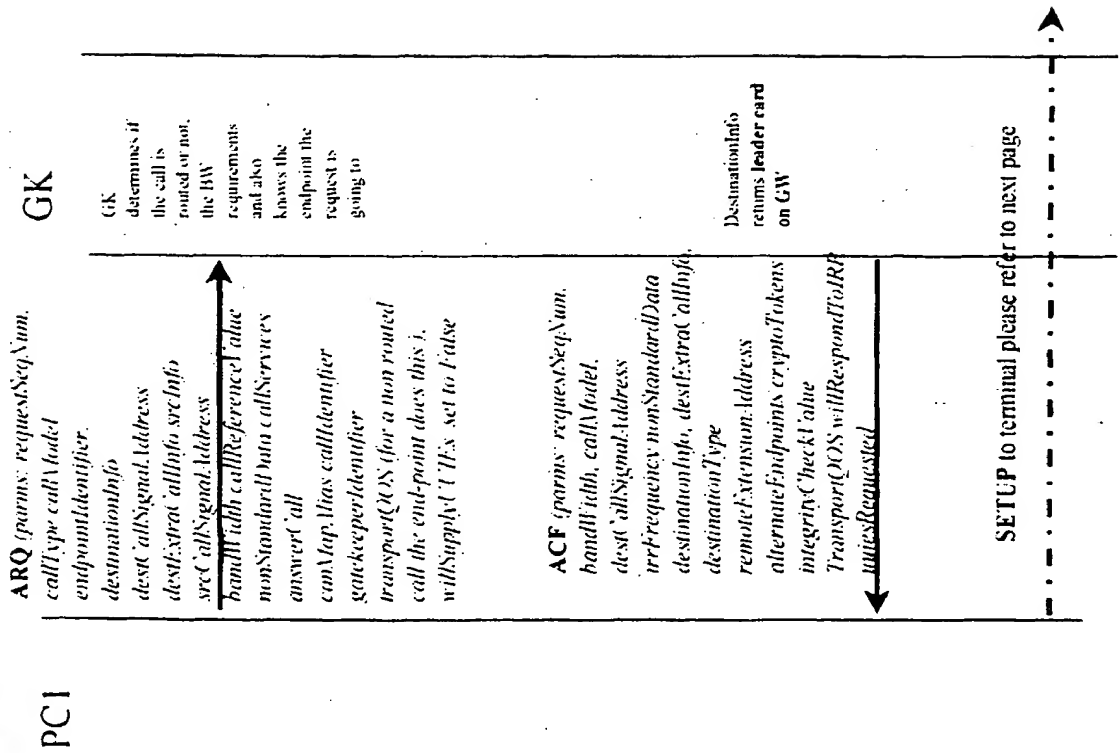 PC1
GK
ARQ (params: requestSeqNum,
callType callModel
endpointIdentifier,
destinationInfo
destCallSignalAddress
destExtraCallInfo srcInfo
srcCallSignalAddress
bandWidth callReferenceValue
nonStandardData callServices
answerCall
canMapAlias callIdentifier
gatekeeperIdentifier
transportQOS (for a non routed
call the end-point does this ),
willSupplyUUIEs set to False
GK
determines if
the call is
routed or not,
the BW
requirements
and also
knows the
endpoint the
request is
going to
ACF (params: requestSeqNum,
bandWidth, callModel,
destCallSignalAddress
irrFrequency nonStandardData
destinationInfo, destExtraCallInfo,
destinationType
remoteExtensionAddress
alternateEndpoints cryptoTokens
integrityCheckValue
TransportQOS willRespondToIRR
uuiesRequested
DestinationInfo
returns leader card
on GW
SETUP to terminal please refer to next page